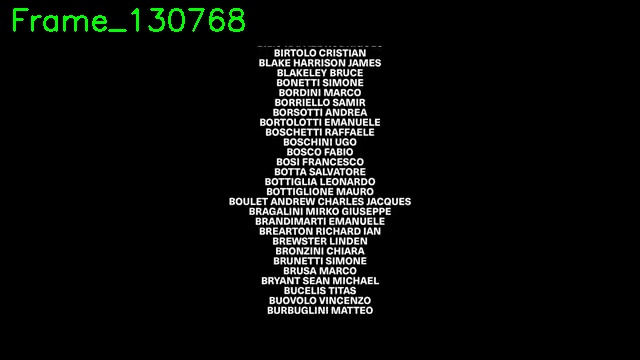 Frame_130768
BIRTOLO CRISTIAN
BLAKE HARRISON JAMES
BLAKELEY BRUCE
BONETTI SIMONE
BORDINI MARCO
BORRIELLO SAMIR
BORSOTTI ANDREA
BORTOLOTTI EMANUELE
BOSCHETTI RAFFAELE
BOSCHINI UGO
BOSCO FABIO
BOSI FRANCESCO
BOTTA SALVATORE
BOTTIGLIA LEONARDO
BOTTIGLIONE MAURO
BOULET ANDREW CHARLES JACQUES
BRAGALINI MIRKO GIUSEPPE
BRANDIMARTI EMANUELE
BREARTON RICHARD IAN
BREWSTER LINDEN
BRONZINI CHIARA
BRUNETTI SIMONE
BRUSA MARCO
BRYANT SEAN MICHAEL
BUCELIS TITAS
BUOVOLO VINCENZO
BURBUGLINI MATTEO